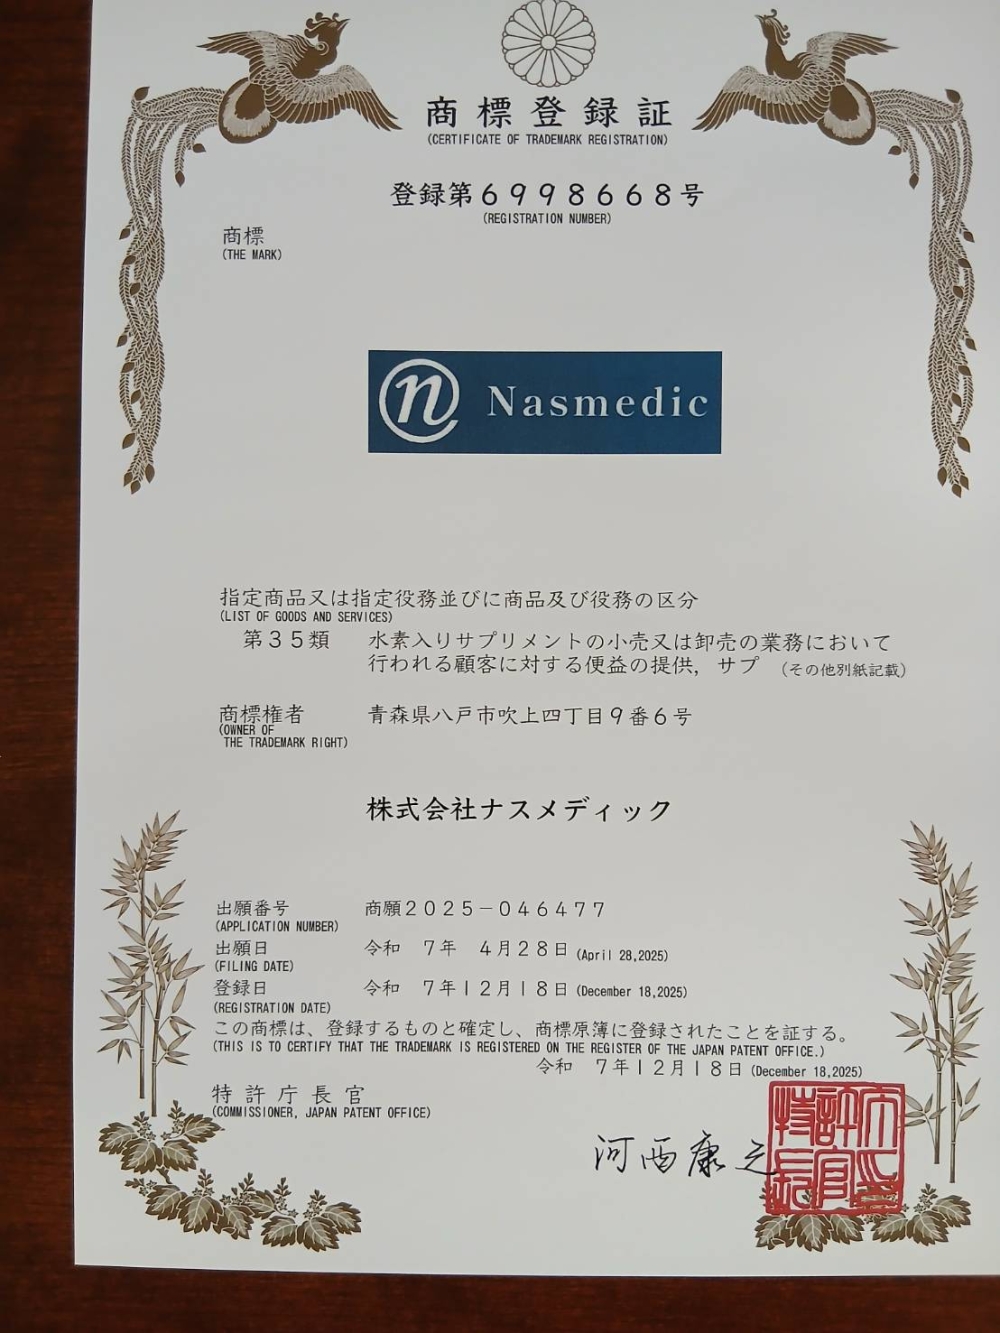 商標登録証
(CERTIFICATE OF TRADEMARK REGISTRATION)
登録第6998668号
(REGISTRATION NUMBER)
商標
(THE MARK)
n Nasmedic
指定商品又は指定役務並びに商品及び役務の区分
(LIST OF GOODS AND SERVICES)
第35類 水素入りサプリメントの小売又は卸売の業務において
行われる顧客に対する便益の提供，サプ (その他別紙記載)
商標権者 青森県八戸市吹上四丁目9番6号
(OWNER OF
THE TRADEMARK RIGHT)
株式会社ナスメディック
出願番号 商願2025-046477
(APPLICATION NUMBER)
出願日 令和 7年 4月28日 (April 28,2025)
(FILING DATE)
登録日 令和 7年12月18日 (December 18,2025)
(REGISTRATION DATE)
この商標は、登録するものと確定し、商標原簿に登録されたことを証する。
(THIS IS TO CERTIFY THAT THE TRADEMARK IS REGISTERED ON THE REGISTER OF THE JAPAN PATENT OFFICE.)
令和 7年12月18日 (December 18,2025)
特許庁長官
(COMMISSIONER, JAPAN PATENT OFFICE)
河西康之
特許庁長官之印